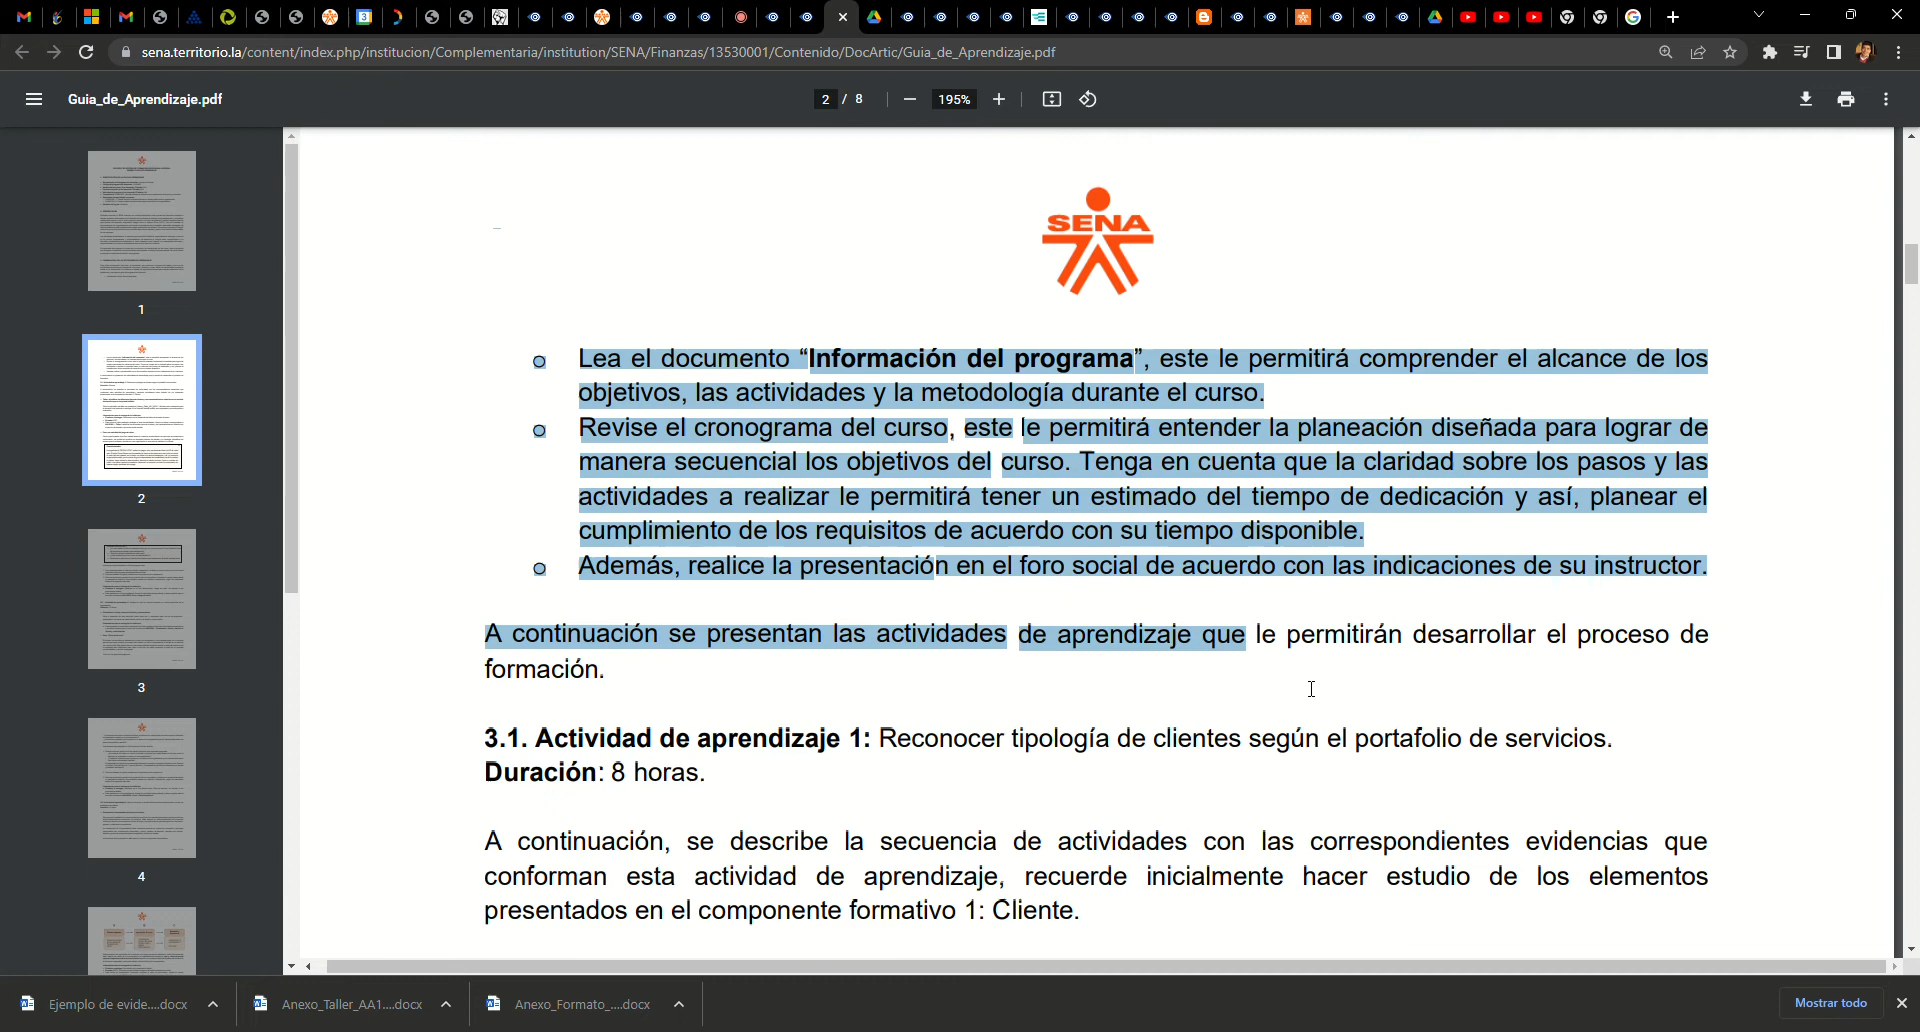 sena.territorio.la/content/index.php/institucion/Complementaria/institution/SENA/Finanzas/13530001/Contenido/DocArtic/Guia_de_Aprendizaje.pdf
Guia_de_Aprendizaje.pdf
2 / 8
195%
1
2
3
4
SENA
Lea el documento “Información del programa”, este le permitirá comprender el alcance de los
objetivos, las actividades y la metodología durante el curso.
Revise el cronograma del curso, este le permitirá entender la planeación diseñada para lograr de
manera secuencial los objetivos del curso. Tenga en cuenta que la claridad sobre los pasos y las
actividades a realizar le permitirá tener un estimado del tiempo de dedicación y así, planear el
cumplimiento de los requisitos de acuerdo con su tiempo disponible.
Además, realice la presentación en el foro social de acuerdo con las indicaciones de su instructor.
A continuación se presentan las actividades de aprendizaje que le permitirán desarrollar el proceso de
formación.
3.1. Actividad de aprendizaje 1: Reconocer tipología de clientes según el portafolio de servicios.
Duración: 8 horas.
A continuación, se describe la secuencia de actividades con las correspondientes evidencias que
conforman esta actividad de aprendizaje, recuerde inicialmente hacer estudio de los elementos
presentados en el componente formativo 1: Cliente.
Ejemplo de evide....docx
Anexo_Taller_AA1....docx
Anexo_Formato_....docx
Mostrar todo